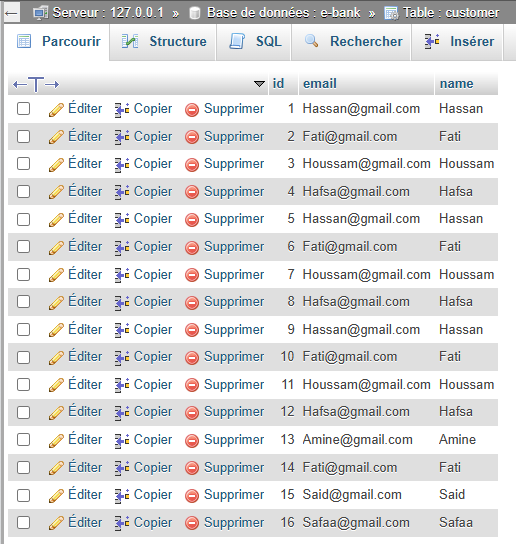 Serveur : 127.0.0.1 » Base de données : e-bank » Table : customer
Parcourir Structure SQL Rechercher Insérer
id email name
Éditer Copier Supprimer 1 Hassan@gmail.com Hassan
Éditer Copier Supprimer 2 Fati@gmail.com Fati
Éditer Copier Supprimer 3 Houssam@gmail.com Houssam
Éditer Copier Supprimer 4 Hafsa@gmail.com Hafsa
Éditer Copier Supprimer 5 Hassan@gmail.com Hassan
Éditer Copier Supprimer 6 Fati@gmail.com Fati
Éditer Copier Supprimer 7 Houssam@gmail.com Houssam
Éditer Copier Supprimer 8 Hafsa@gmail.com Hafsa
Éditer Copier Supprimer 9 Hassan@gmail.com Hassan
Éditer Copier Supprimer 10 Fati@gmail.com Fati
Éditer Copier Supprimer 11 Houssam@gmail.com Houssam
Éditer Copier Supprimer 12 Hafsa@gmail.com Hafsa
Éditer Copier Supprimer 13 Amine@gmail.com Amine
Éditer Copier Supprimer 14 Fati@gmail.com Fati
Éditer Copier Supprimer 15 Said@gmail.com Said
Éditer Copier Supprimer 16 Safaa@gmail.com Safaa